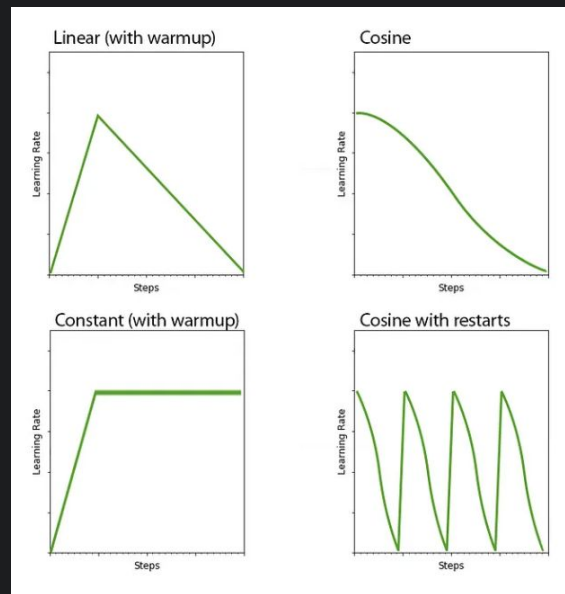 Linear (with warmup)
Learning Rate
Steps
Cosine
Learning Rate
Steps
Constant (with warmup)
Learning Rate
Steps
Cosine with restarts
Learning Rate
Steps